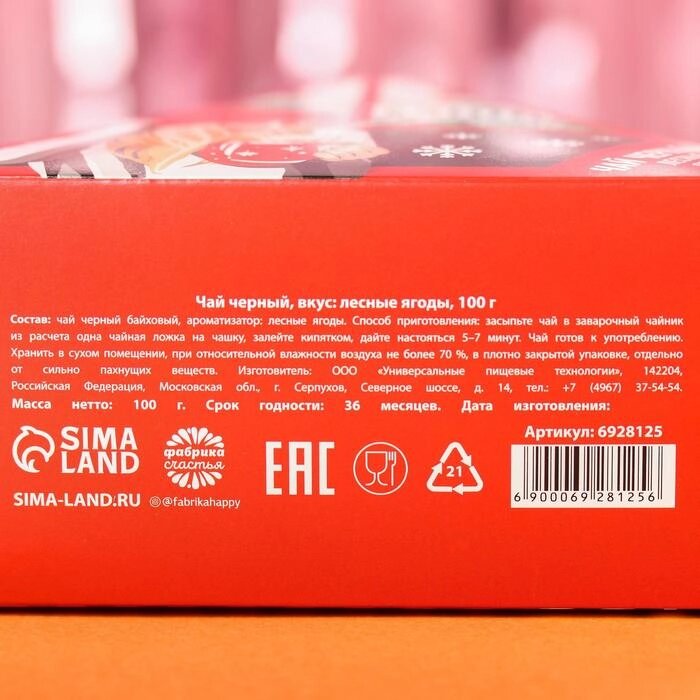 ЧАЙ
Чай черный, вкус: лесные ягоды, 100 г
Состав: чай черный байховый, ароматизатор: лесные ягоды. Способ приготовления: засыпьте чай в заварочный чайник
из расчета одна чайная ложка на чашку, залейте кипятком, дайте настояться 5–7 минут. Чай готов к употреблению.
Хранить в сухом помещении, при относительной влажности воздуха не более 70 %, в плотно закрытой упаковке, отдельно
от сильно пахнущих веществ. Изготовитель: ООО «Универсальные пищевые технологии», 142204,
Российская Федерация, Московская обл., г. Серпухов, Северное шоссе, д. 14, тел.: +7 (4967) 37-54-54.
Масса нетто: 100 г. Срок годности: 36 месяцев. Дата изготовления:
Артикул: 6928125
SIMA
LAND
фабрика
счастья
EAC
21
SIMA-LAND.RU
@fabrikahappy
6 900069 281256